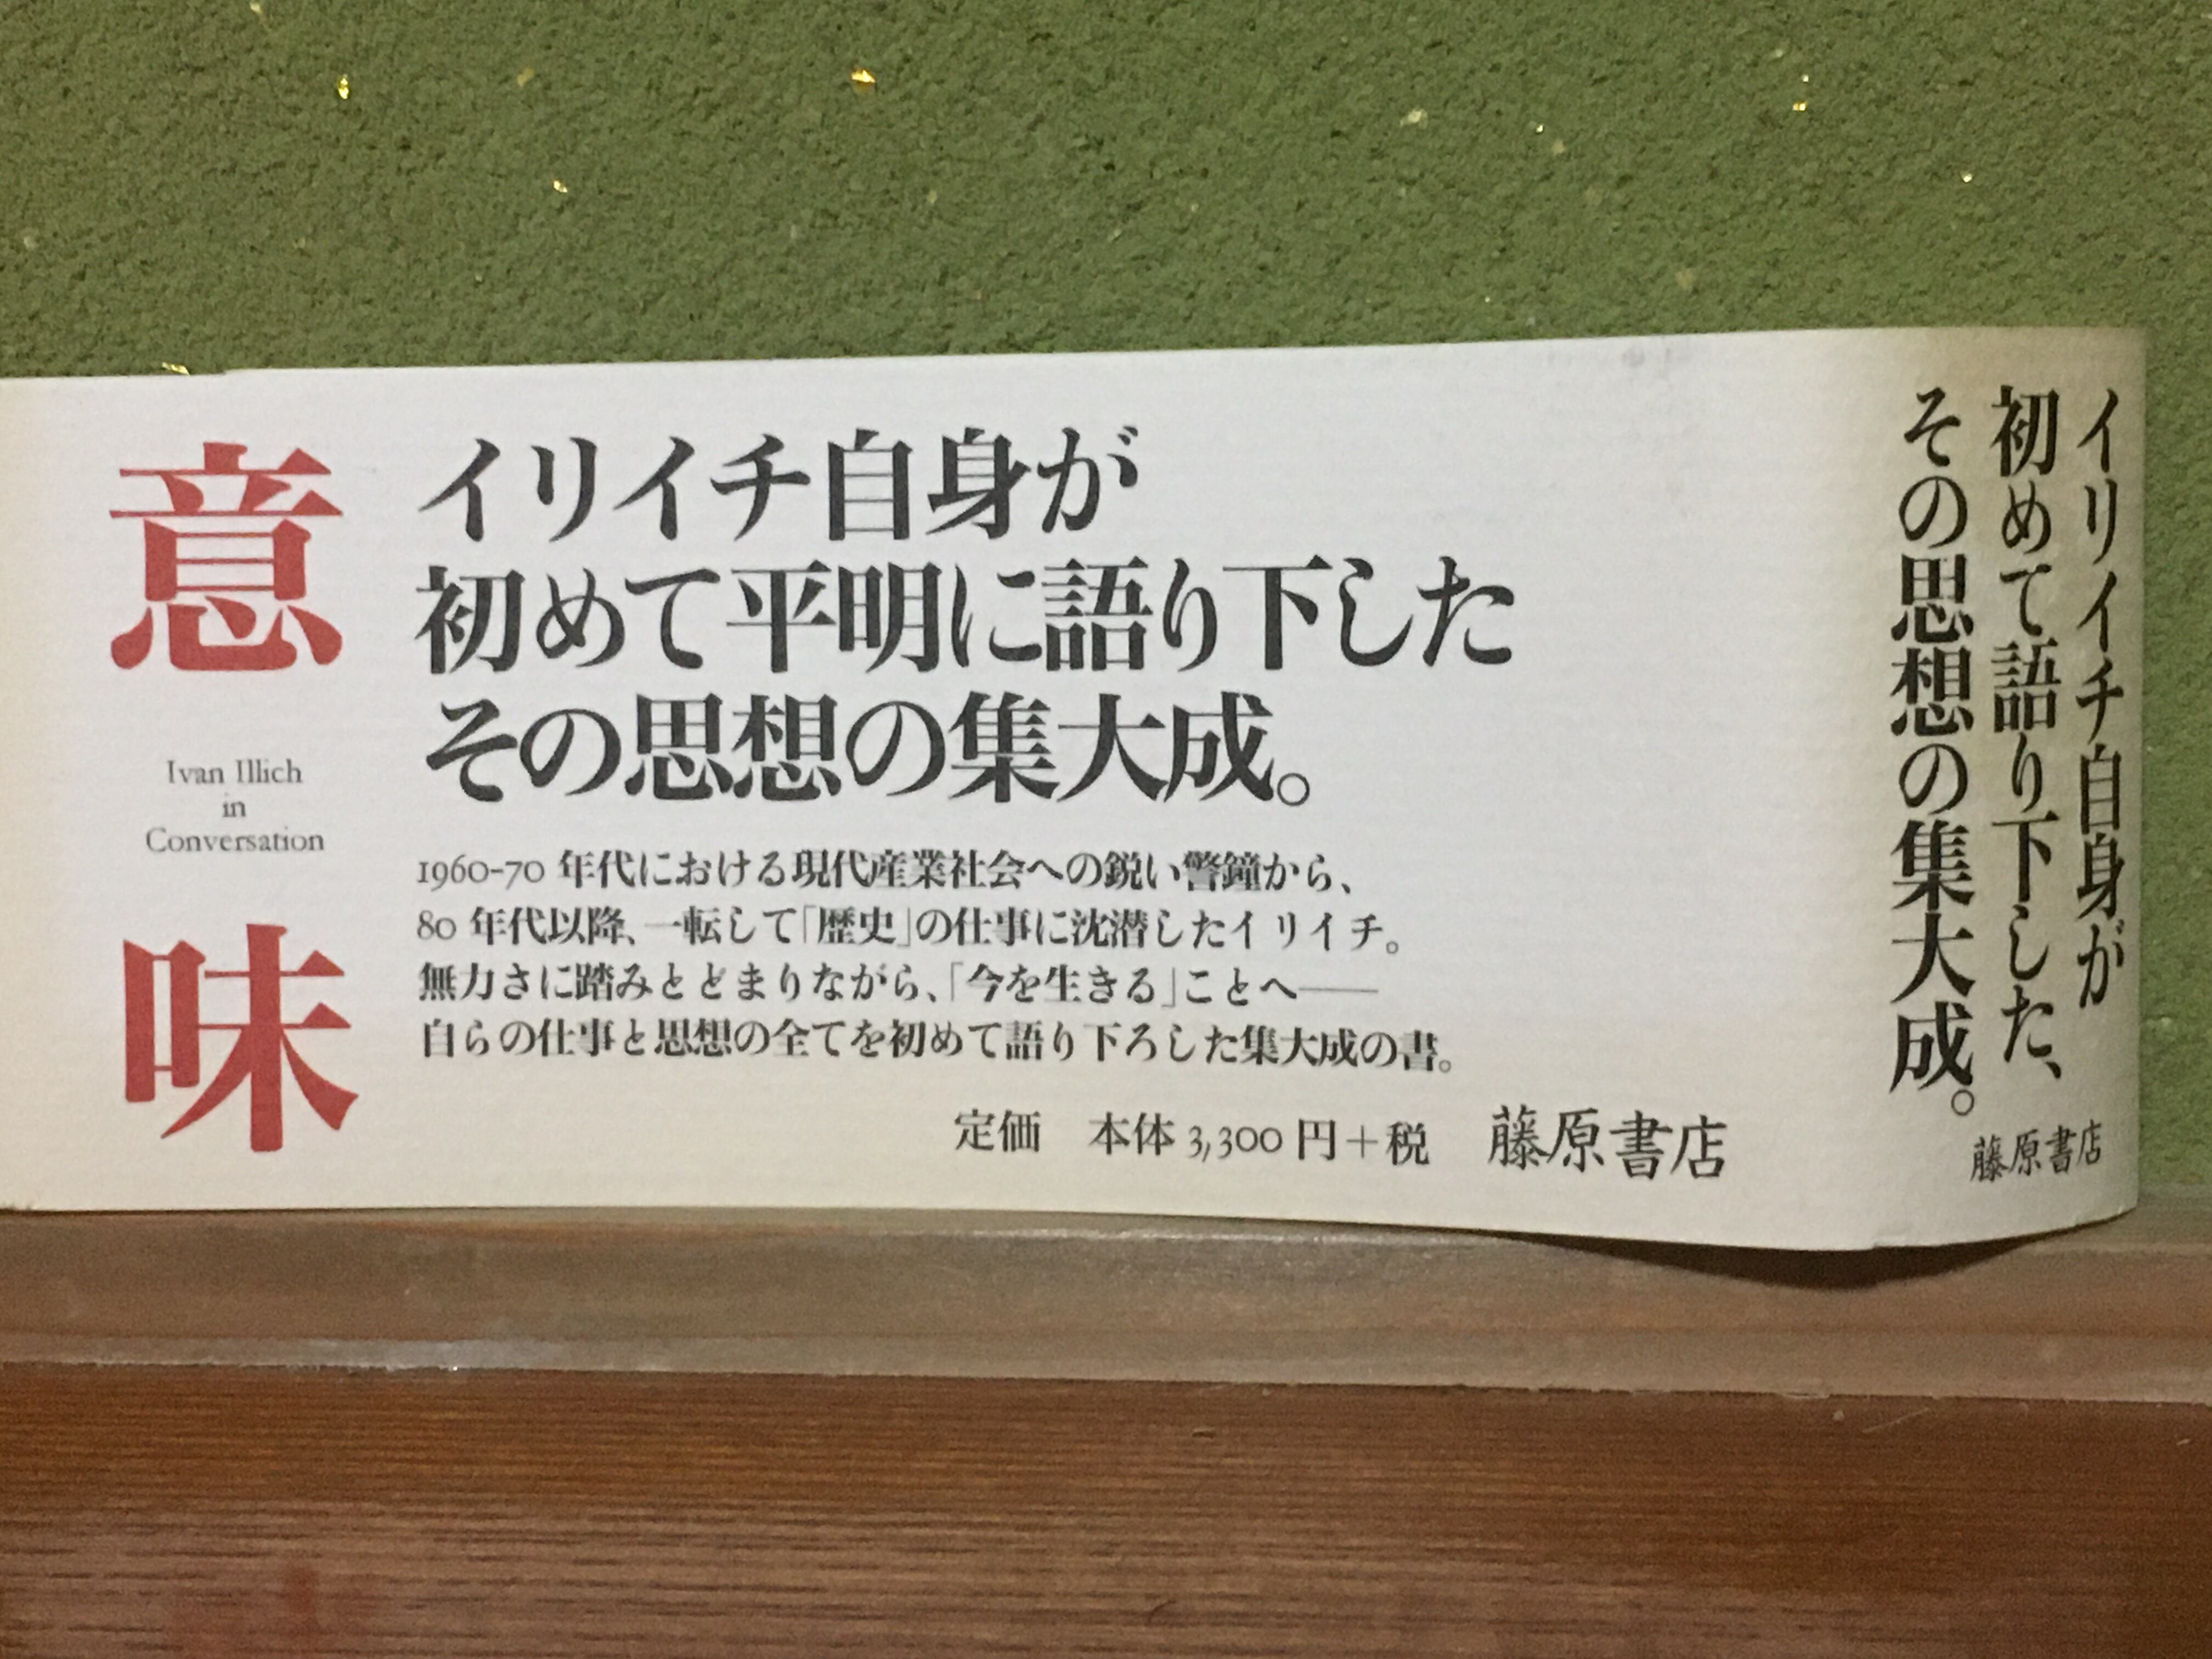 意味
Ivan Illich
in
Conversation
イリイチ自身が
初めて平明に語り下した
その思想の集大成。
1960-70 年代における現代産業社会への鋭い警鐘から、
80 年代以降、一転して「歴史」の仕事に沈潜したイリイチ。
無力さに踏みとどまりながら、「今を生きる」ことへ——
自らの仕事と思想の全てを初めて語り下ろした集大成の書。
定価　本体 3,300 円＋税　藤原書店
イリイチ自身が
初めて語り下した、
その思想の集大成。
藤原書店